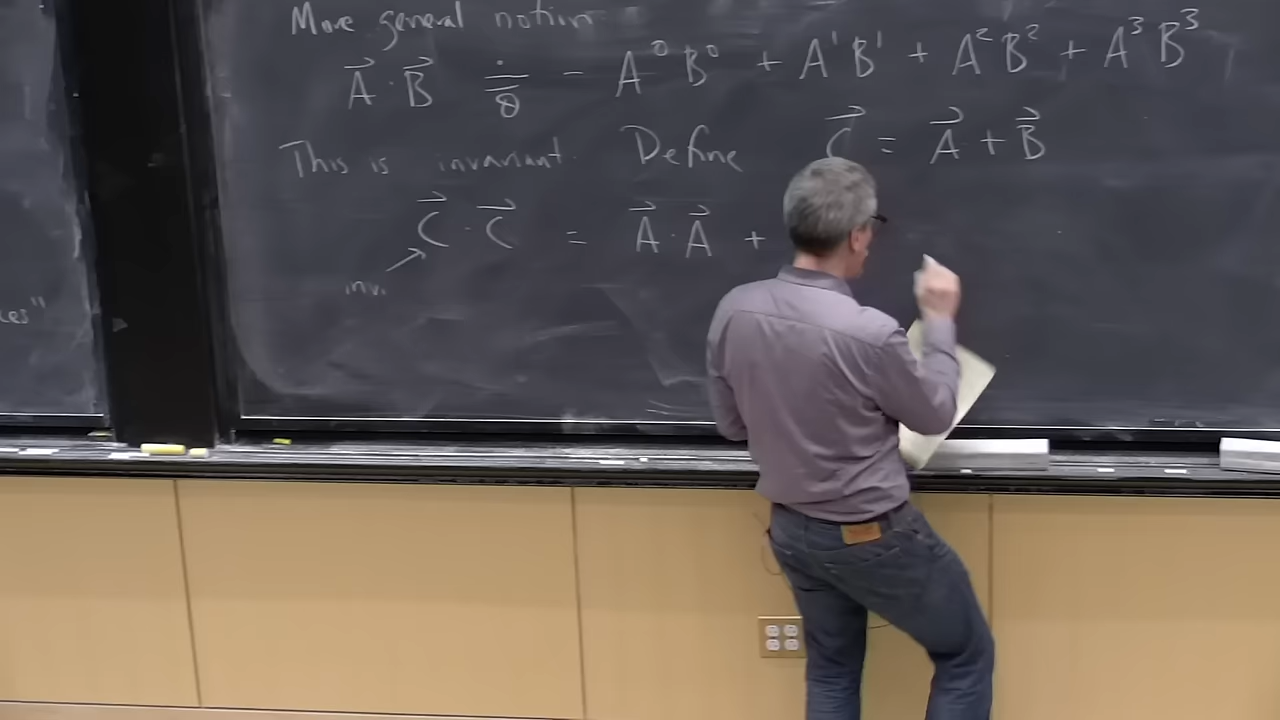 More general notion
A⃗ · B⃗ ≐ − A⁰B⁰ + A¹B¹ + A²B² + A³B³
This is invariant. Define C⃗ = A⃗ + B⃗
C⃗ · C⃗ = A⃗ · A⃗ +
inv.